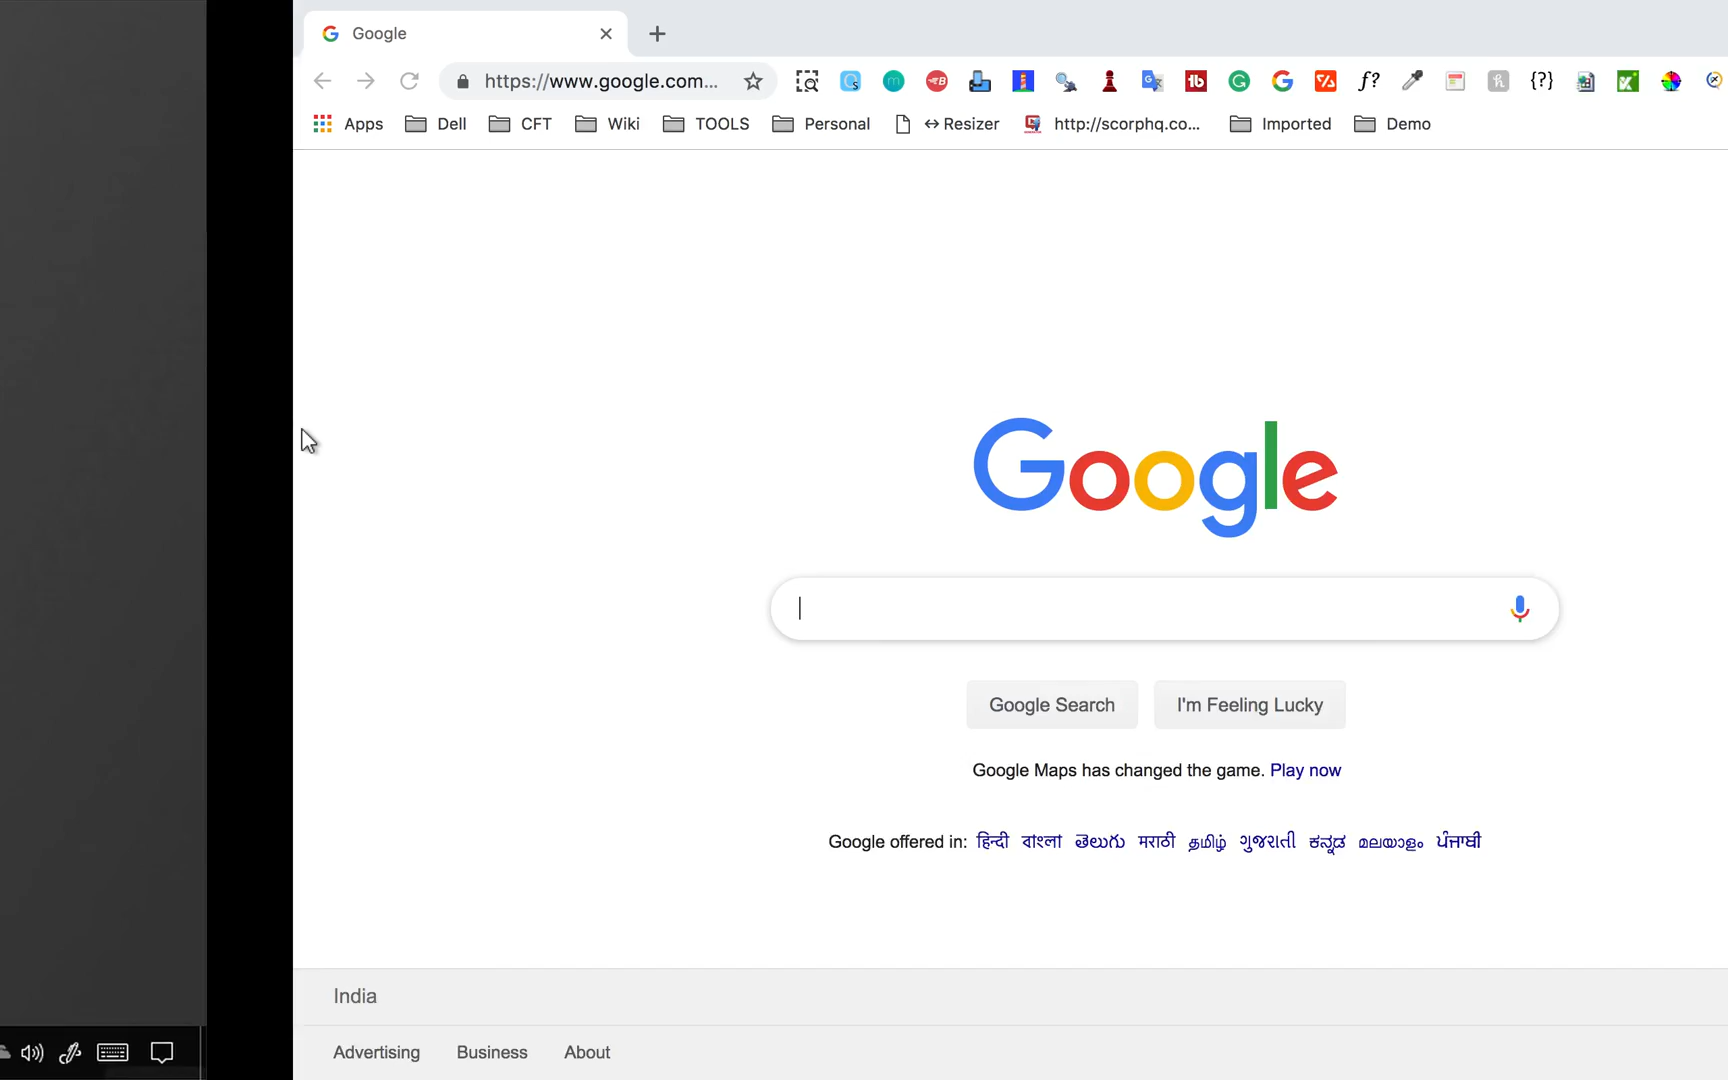 Google
https://www.google.com...
f?
{?}
Apps Dell CFT Wiki TOOLS Personal ↔Resizer http://scorphq.co... Imported Demo
Google
Google Search I'm Feeling Lucky
Google Maps has changed the game. Play now
Google offered in: हिन्दी বাংলা తెలుగు मराठी தமிழ் ગુજરાતી ಕನ್ನಡ മലയാളം ਪੰਜਾਬੀ
India
Advertising Business About